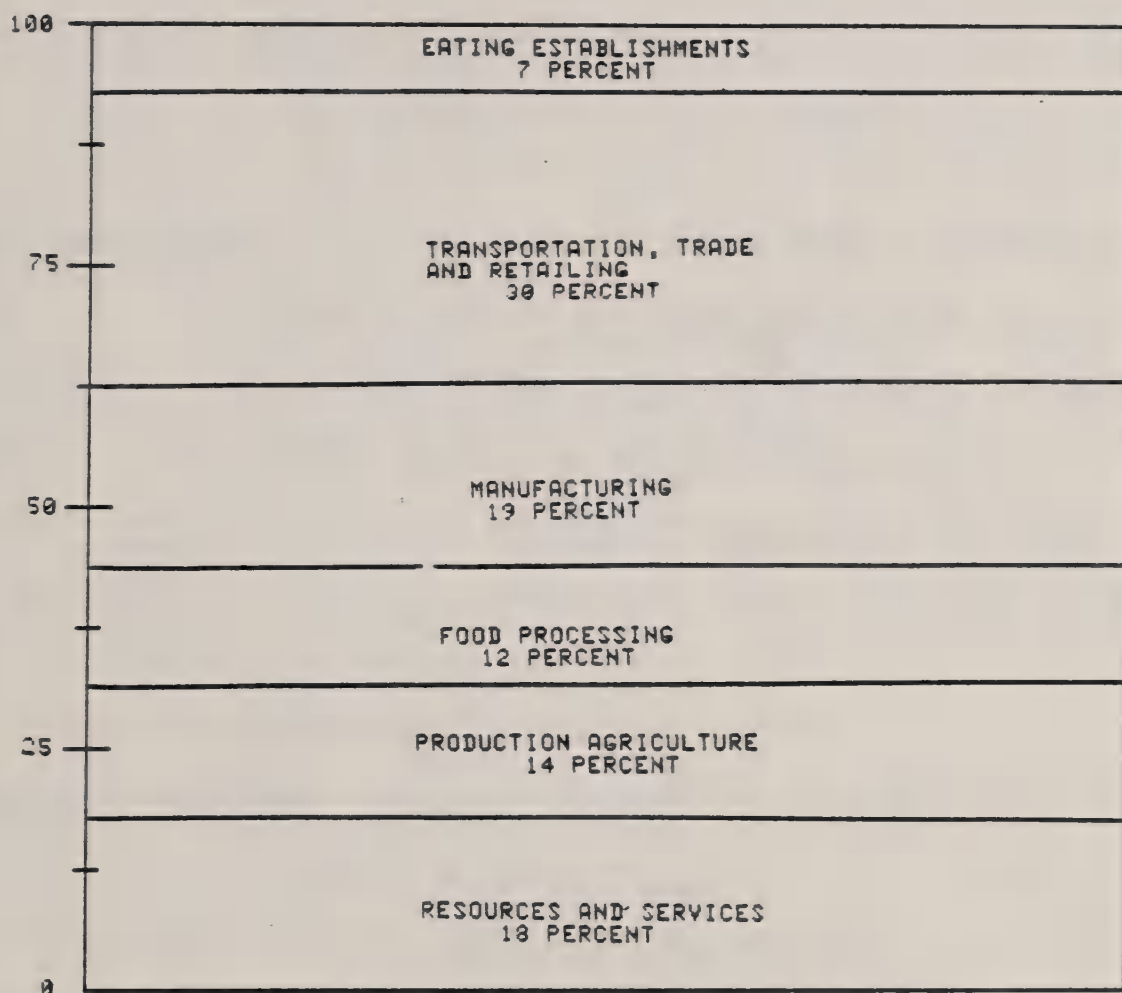 100
EATING ESTABLISHMENTS
7 PERCENT
TRANSPORTATION, TRADE
75
AND RETAILING
30 PERCENT
MANUFACTURING
50
19 PERCENT
FOOD PROCESSING
12 PERCENT
25
PRODUCTION AGRICULTURE
14 PERCENT
RESOURCES AND SERVICES
18 PERCENT
0